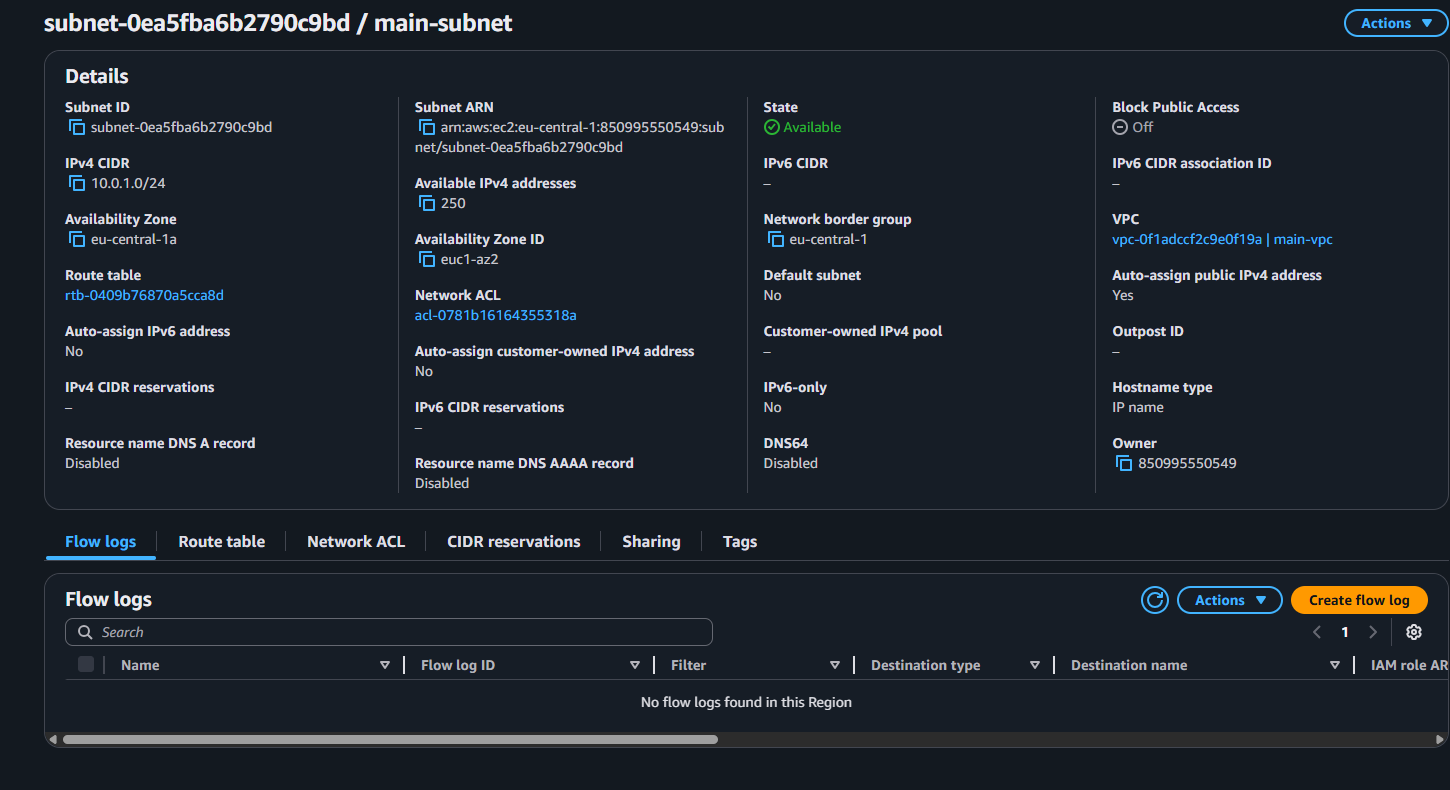 subnet-0ea5fba6b2790c9bd / main-subnet
Actions
Details
Subnet ID
subnet-0ea5fba6b2790c9bd
IPv4 CIDR
10.0.1.0/24
Availability Zone
eu-central-1a
Route table
rtb-0409b76870a5cca8d
Auto-assign IPv6 address
No
IPv4 CIDR reservations
–
Resource name DNS A record
Disabled
Subnet ARN
arn:aws:ec2:eu-central-1:850995550549:sub
net/subnet-0ea5fba6b2790c9bd
Available IPv4 addresses
250
Availability Zone ID
euc1-az2
Network ACL
acl-0781b16164355318a
Auto-assign customer-owned IPv4 address
No
IPv6 CIDR reservations
–
Resource name DNS AAAA record
Disabled
State
Available
IPv6 CIDR
–
Network border group
eu-central-1
Default subnet
No
Customer-owned IPv4 pool
–
IPv6-only
No
DNS64
Disabled
Block Public Access
Off
IPv6 CIDR association ID
–
VPC
vpc-0f1adccf2c9e0f19a | main-vpc
Auto-assign public IPv4 address
Yes
Outpost ID
–
Hostname type
IP name
Owner
850995550549
Flow logs
Route table
Network ACL
CIDR reservations
Sharing
Tags
Flow logs
Actions
Create flow log
Search
1
Name
Flow log ID
Filter
Destination type
Destination name
IAM role AR
No flow logs found in this Region